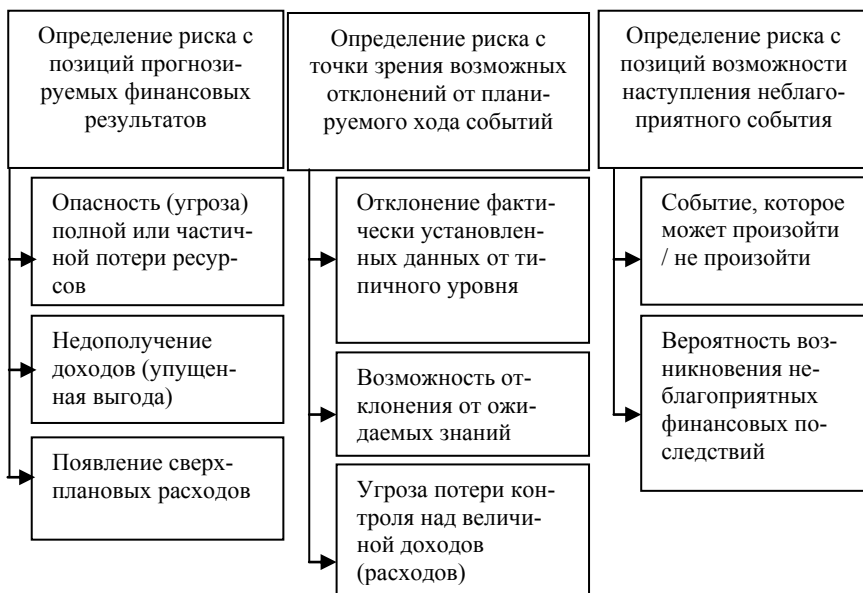 Определение риска с
позиций прогнози-
руемых финансовых
результатов
Опасность (угроза)
полной или частич-
ной потери ресур-
сов
Недополучение
доходов (упущен-
ная выгода)
Появление сверх-
плановых расходов
Определение риска с
точки зрения возможных
отклонений от плани-
руемого хода событий
Отклонение факти-
чески установлен-
ных данных от ти-
пичного уровня
Возможность от-
клонения от ожи-
даемых знаний
Угроза потери кон-
троля над величи-
ной доходов
(расходов)
Определение риска с
позиций возможности
наступления неблаго-
приятного события
Событие, которое
может произойти
/ не произойти
Вероятность воз-
никновения не-
благоприятных
финансовых по-
следствий